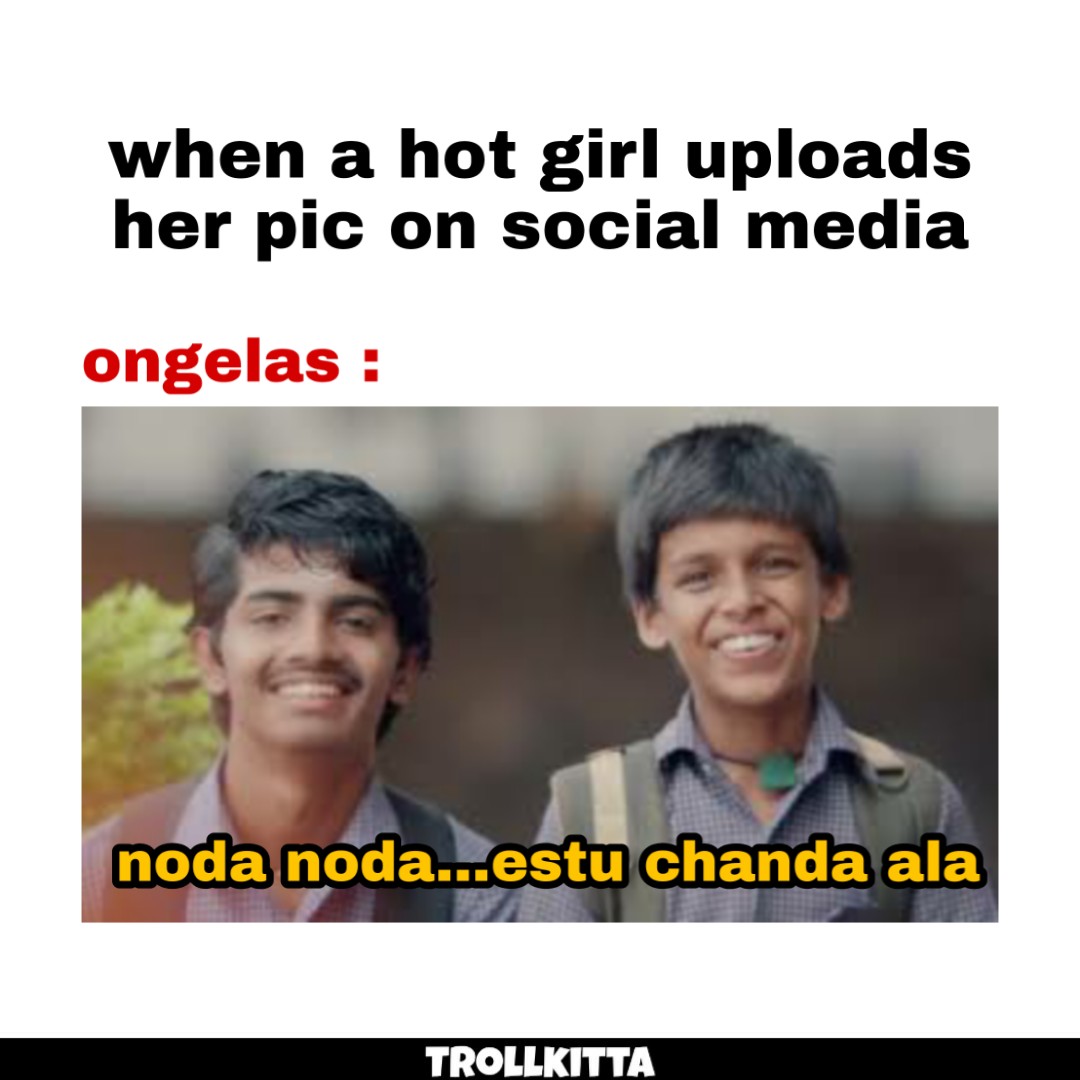 when a hot girl uploads
her pic on social media
ongelas :
noda noda...estu chanda ala
TROLLKITTA